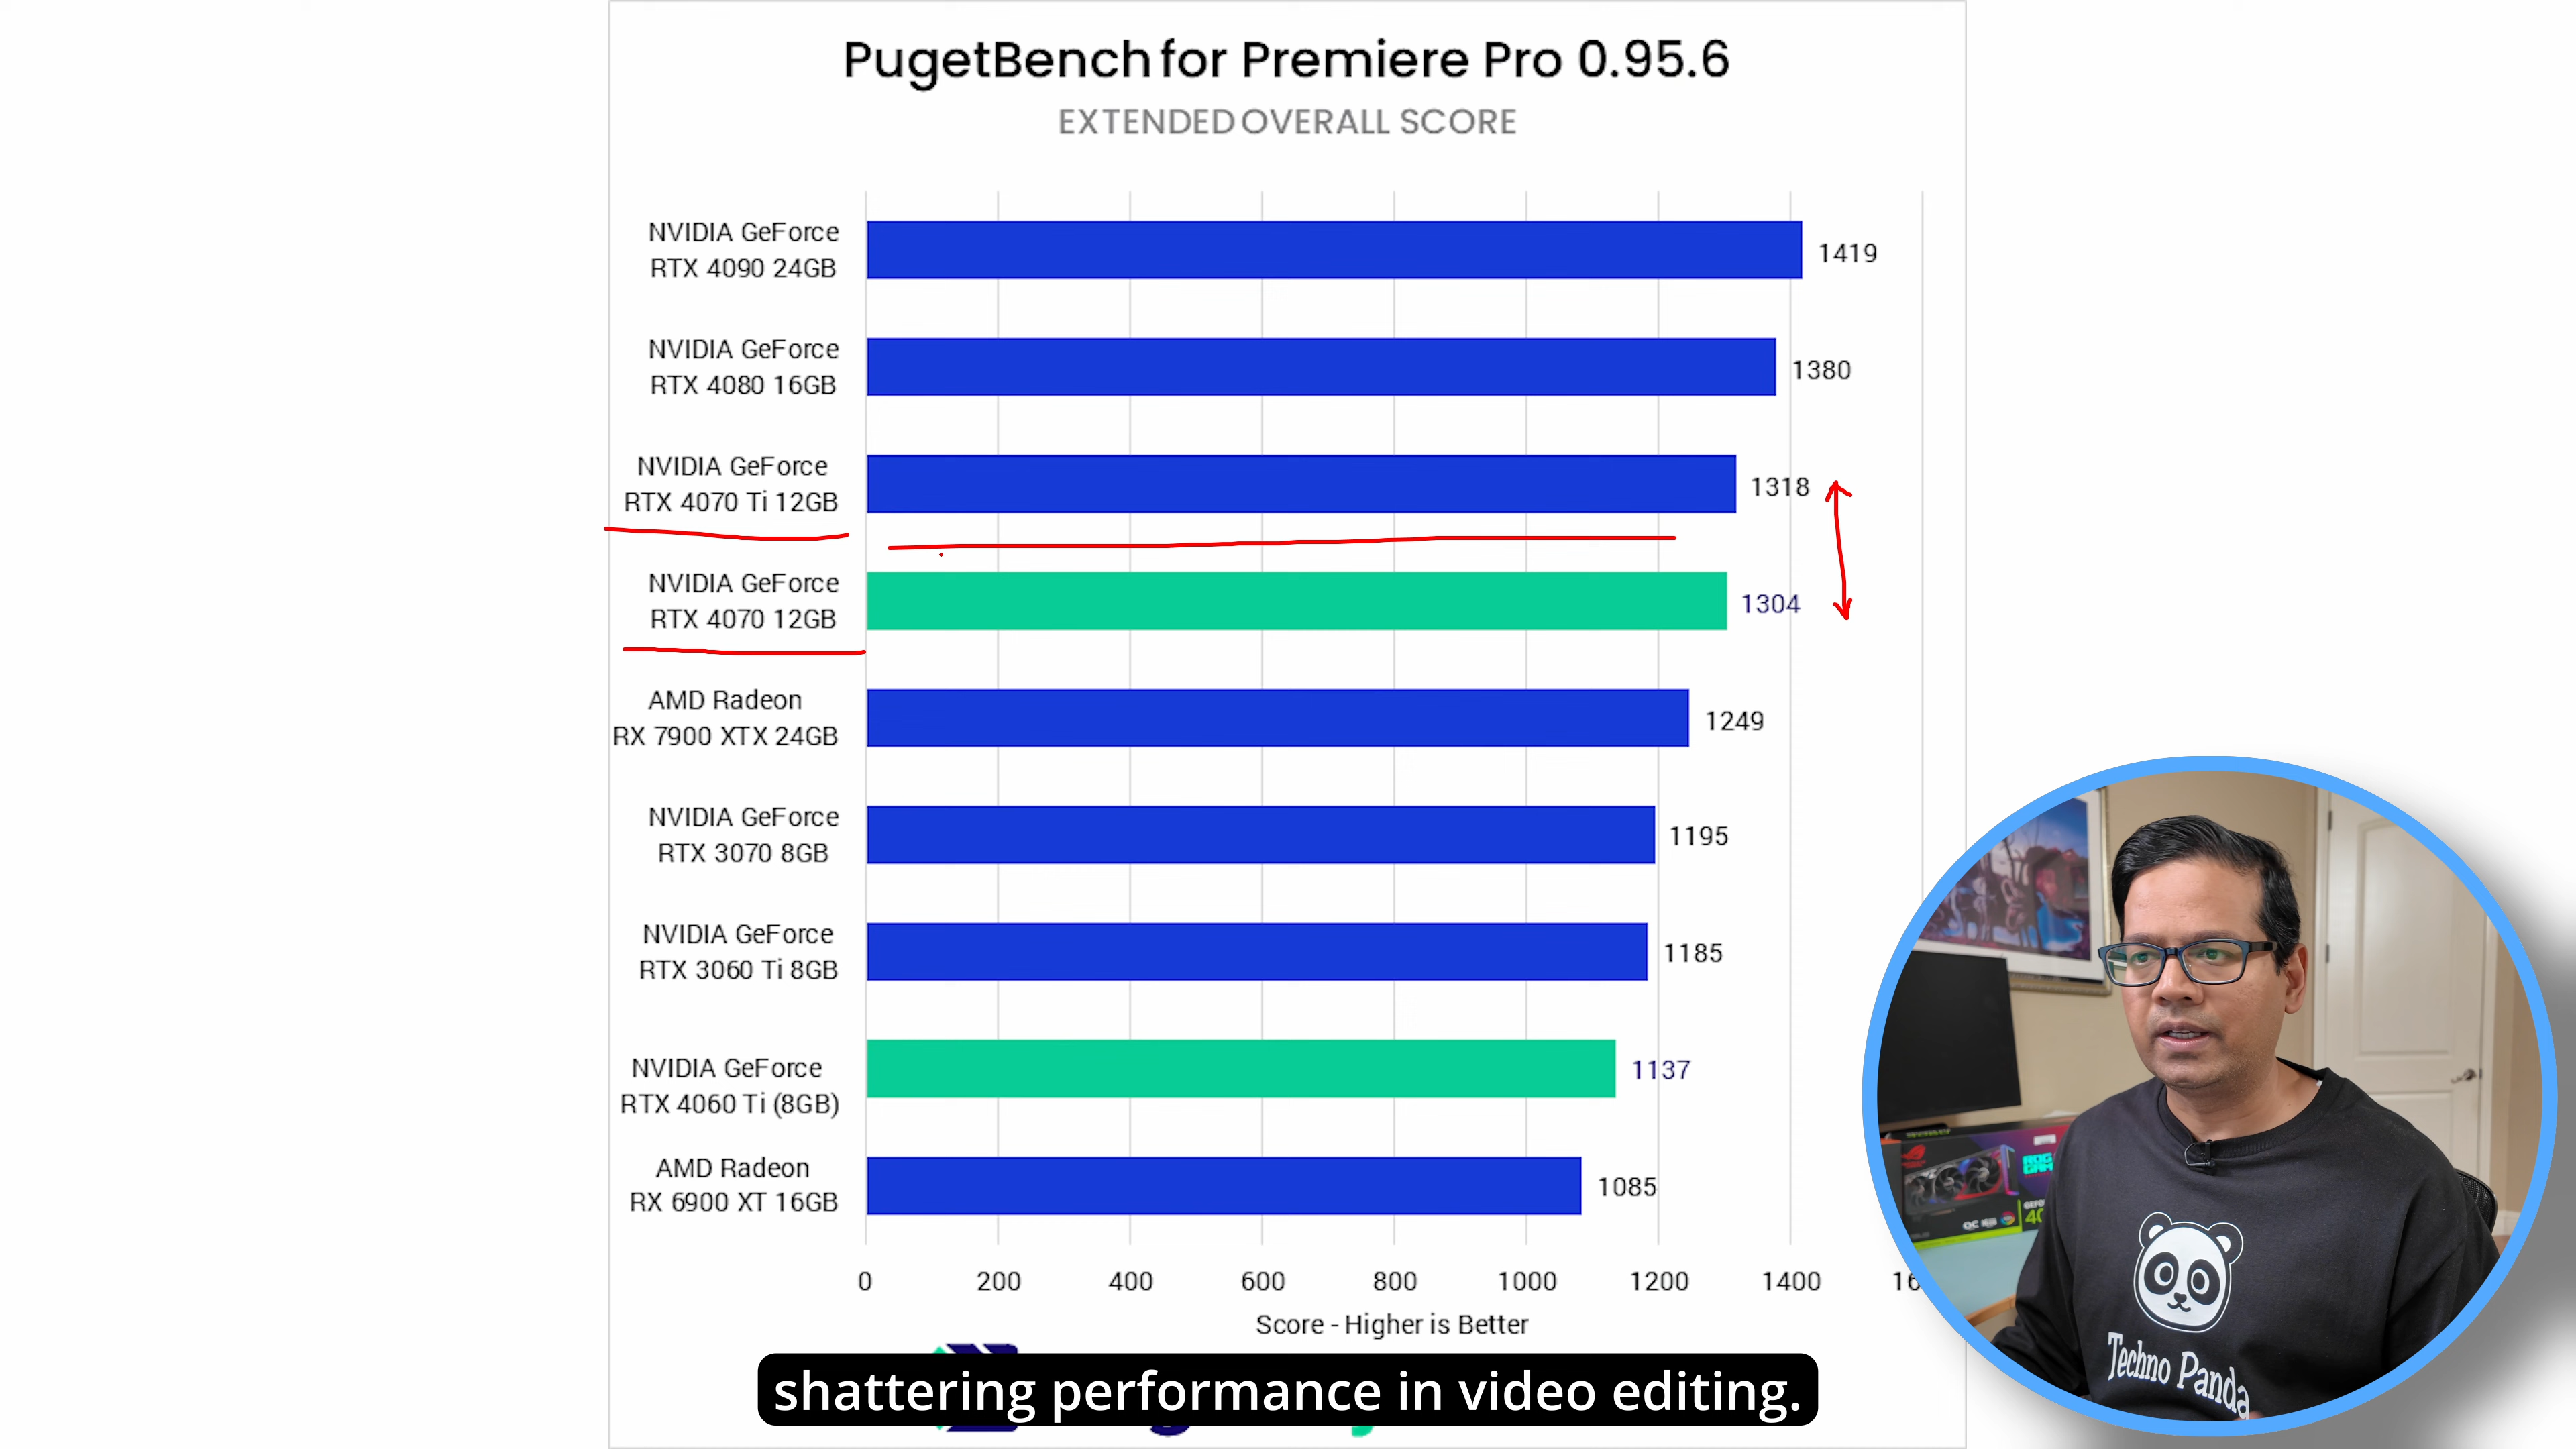 PugetBench for Premiere Pro 0.95.6
EXTENDED OVERALL SCORE
NVIDIA GeForce
RTX 4090 24GB
1419
NVIDIA GeForce
RTX 4080 16GB
1380
NVIDIA GeForce
RTX 4070 Ti 12GB
1318
NVIDIA GeForce
RTX 4070 12GB
1304
AMD Radeon
RX 7900 XTX 24GB
1249
NVIDIA GeForce
RTX 3070 8GB
1195
NVIDIA GeForce
RTX 3060 Ti 8GB
1185
NVIDIA GeForce
RTX 4060 Ti (8GB)
1137
AMD Radeon
RX 6900 XT 16GB
1085
0 200 400 600 800 1000 1200 1400
Score - Higher is Better
shattering performance in video editing.
Techno Panda